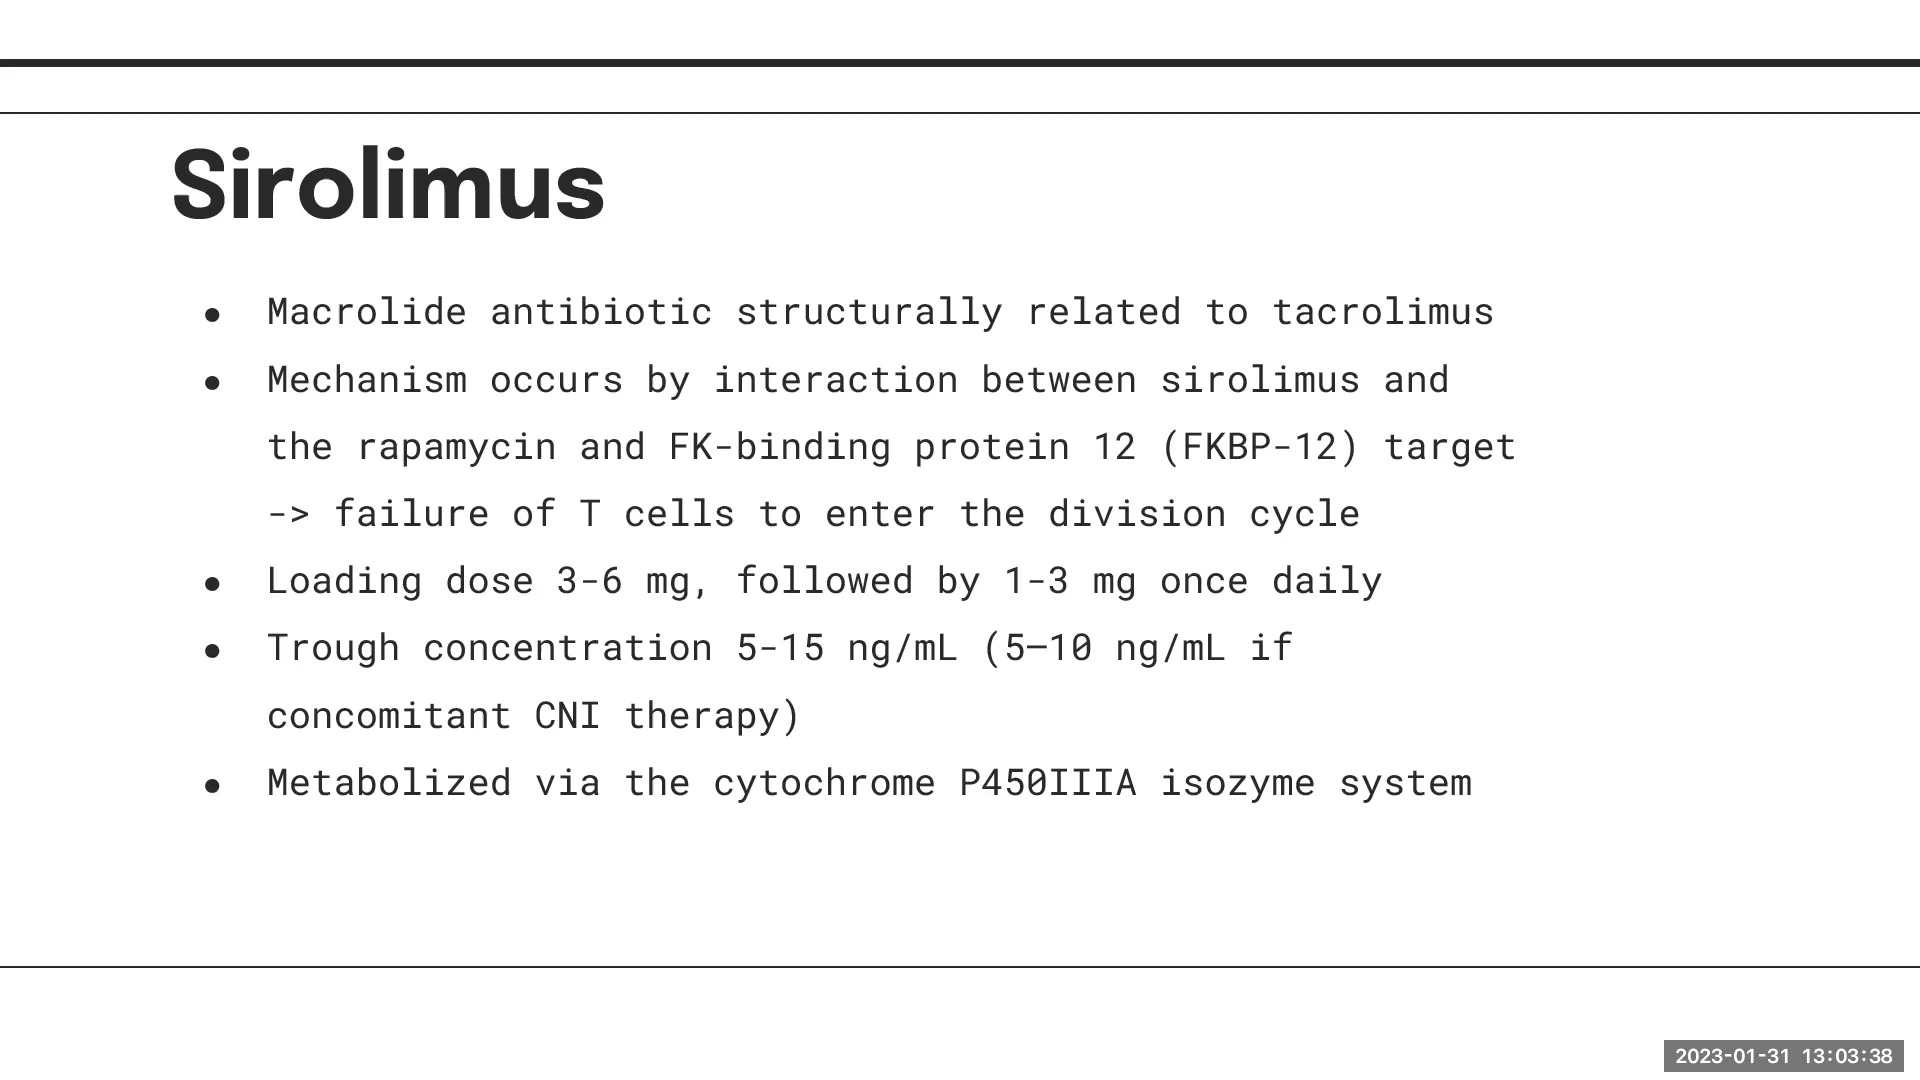 Sirolimus
● Macrolide antibiotic structurally related to tacrolimus
● Mechanism occurs by interaction between sirolimus and
the rapamycin and FK-binding protein 12 (FKBP-12) target
-> failure of T cells to enter the division cycle
● Loading dose 3-6 mg, followed by 1-3 mg once daily
● Trough concentration 5-15 ng/mL (5–10 ng/mL if
concomitant CNI therapy)
● Metabolized via the cytochrome P450IIIA isozyme system
2023-01-31 13:03:38